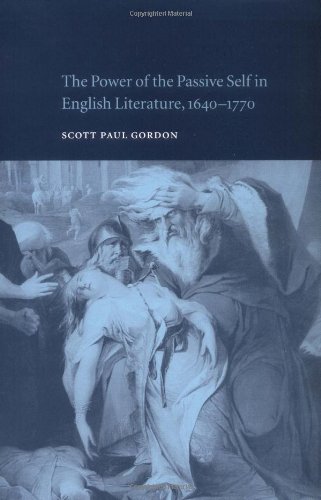 The Power of the Passive Self in
English Literature, 1640–1770
SCOTT PAUL GORDON